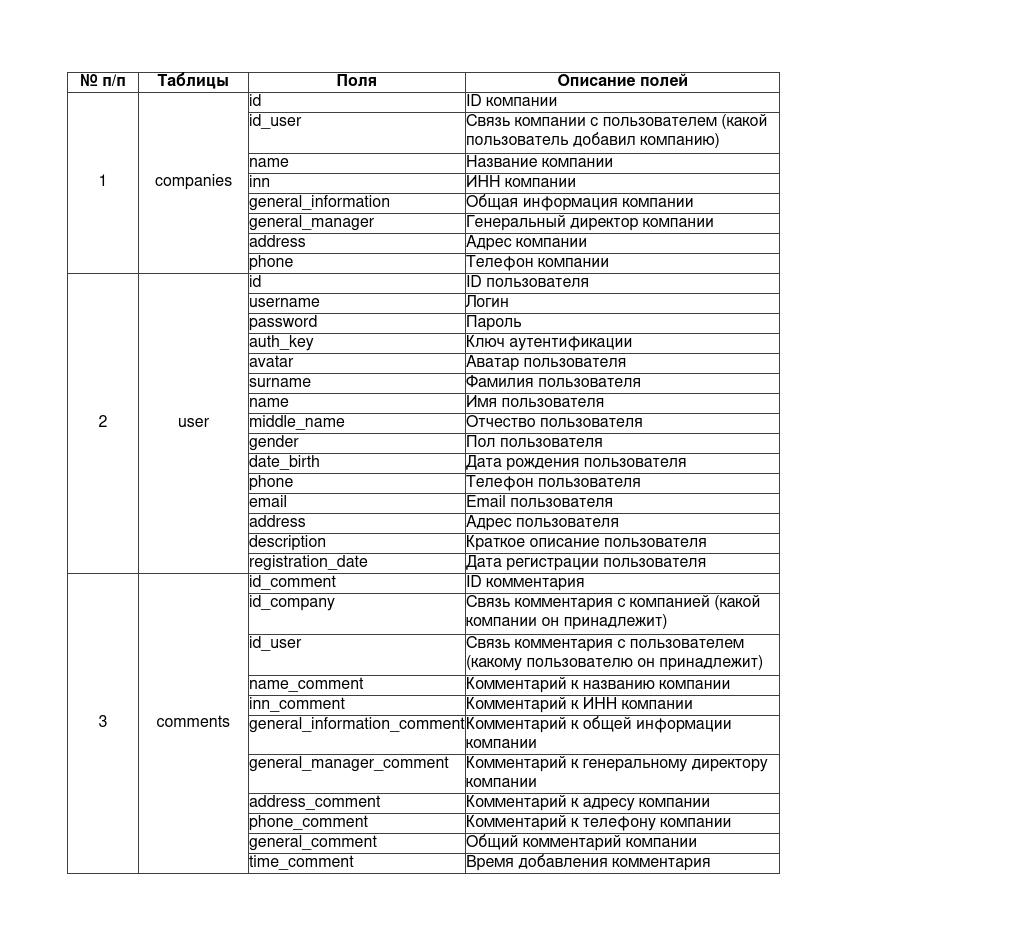 № п/п Таблицы Поля Описание полей
1 companies
id ID компании
id_user Связь компании с пользователем (какой
пользователь добавил компанию)
name Название компании
inn ИНН компании
general_information Общая информация компании
general_manager Генеральный директор компании
address Адрес компании
phone Телефон компании
2 user
id ID пользователя
username Логин
password Пароль
auth_key Ключ аутентификации
avatar Аватар пользователя
surname Фамилия пользователя
name Имя пользователя
middle_name Отчество пользователя
gender Пол пользователя
date_birth Дата рождения пользователя
phone Телефон пользователя
email Email пользователя
address Адрес пользователя
description Краткое описание пользователя
registration_date Дата регистрации пользователя
3 comments
id_comment ID комментария
id_company Связь комментария с компанией (какой
компании он принадлежит)
id_user Связь комментария с пользователем
(какому пользователю он принадлежит)
name_comment Комментарий к названию компании
inn_comment Комментарий к ИНН компании
general_information_comment Комментарий к общей информации
компании
general_manager_comment Комментарий к генеральному директору
компании
address_comment Комментарий к адресу компании
phone_comment Комментарий к телефону компании
general_comment Общий комментарий компании
time_comment Время добавления комментария